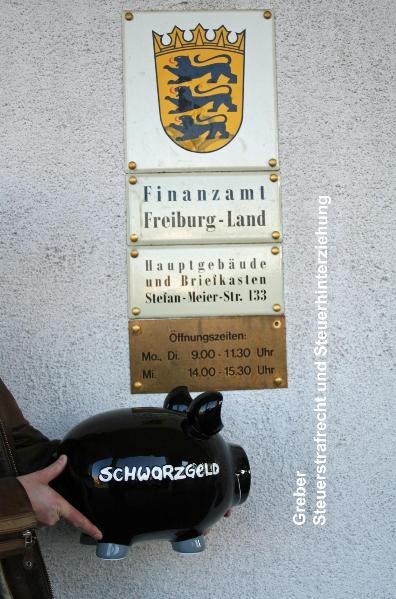 Finanzamt
Freiburg-Land
Hauptgebäude
und Briefkasten
Stefan-Meier-Str. 133
Öffnungszeiten:
Mo., Di. 9.00 - 11.30 Uhr
Mi. 14.00 - 15.30 Uhr
SCHWARZGELD
Greber
Steuerstrafrecht und Steuerhinterziehung